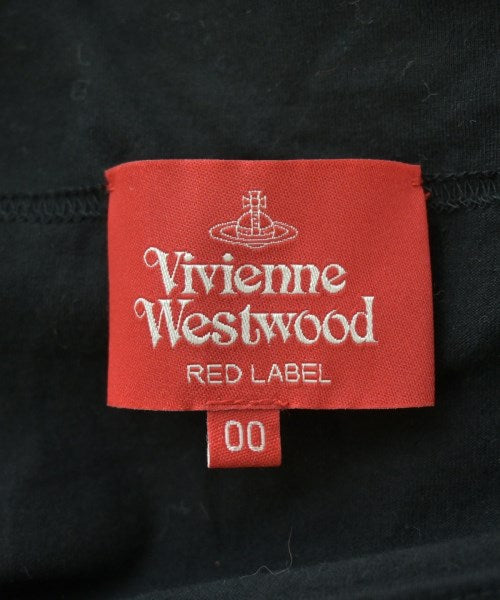 Vivienne
Westwood
RED LABEL
00